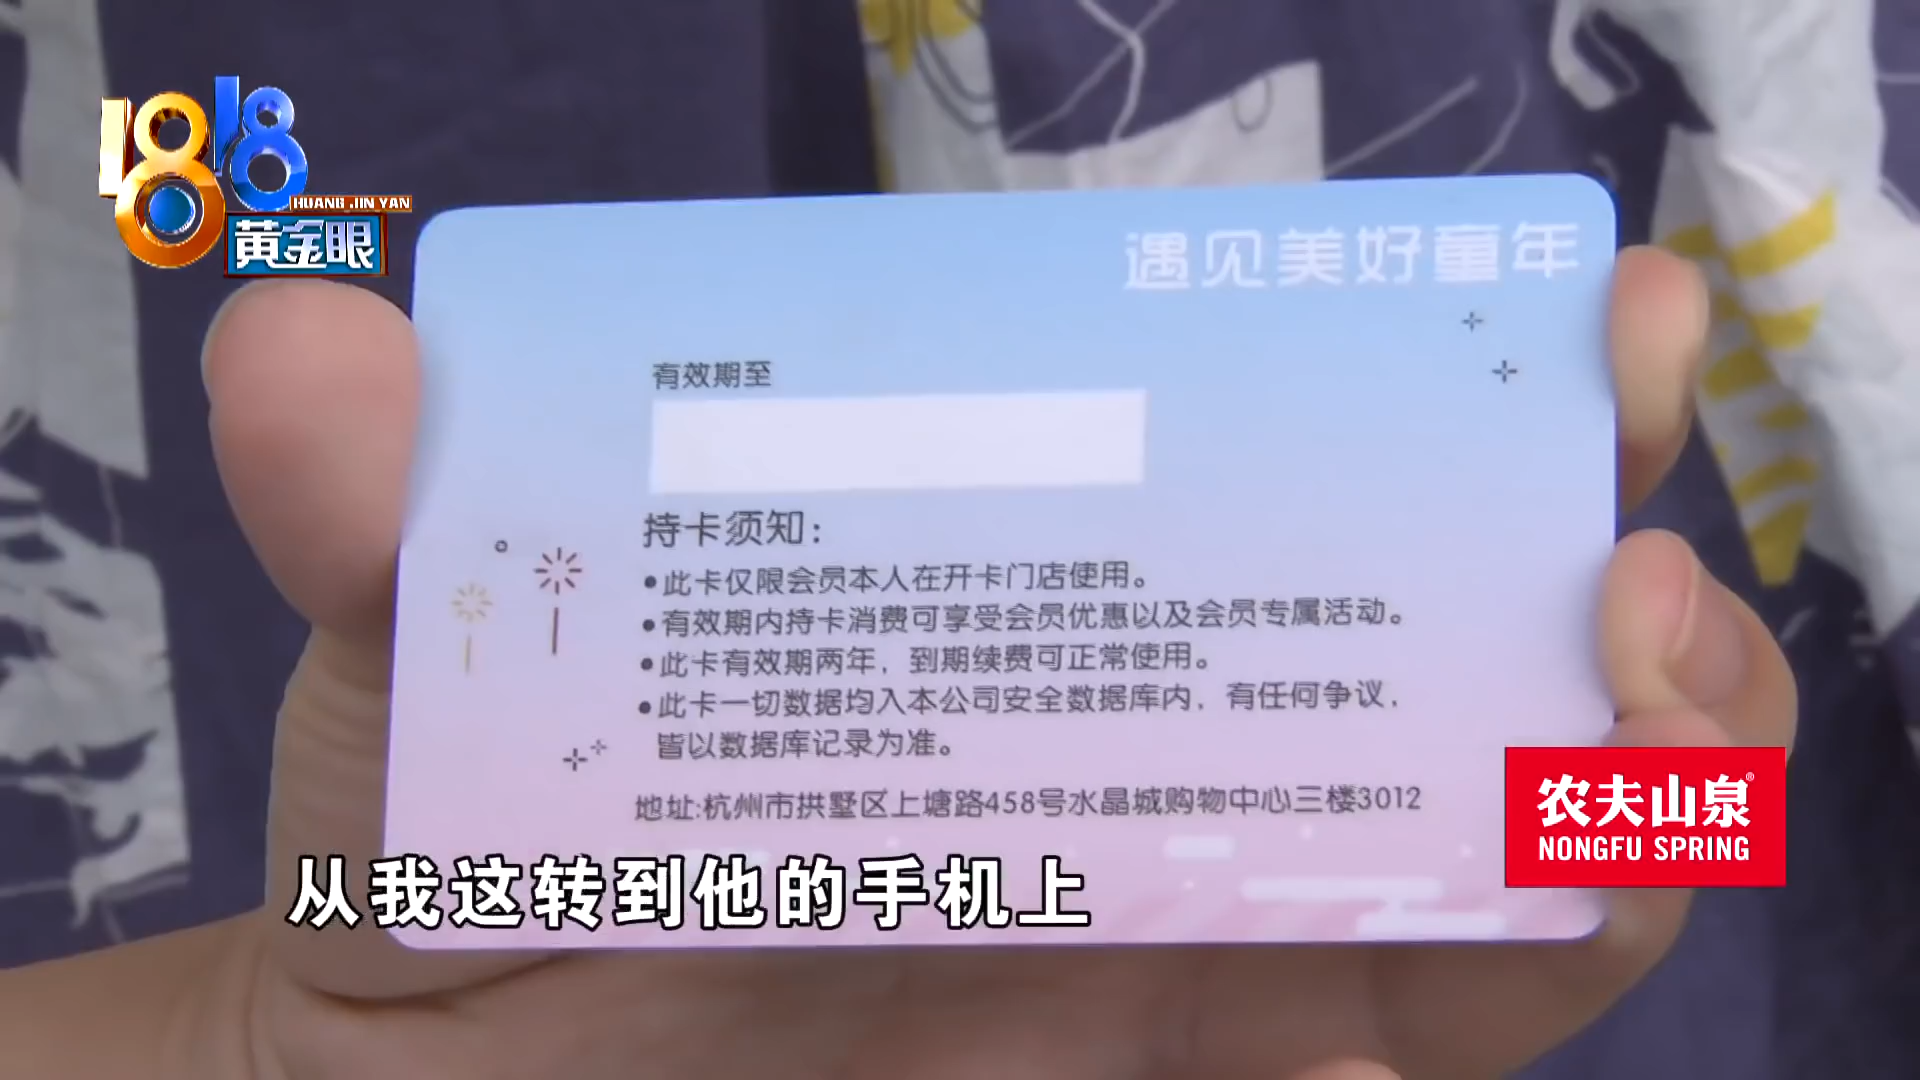 1818
HUANG JIN YAN
黄金眼
遇见美好童年
有效期至
持卡须知:
•此卡仅限会员本人在开卡门店使用。
•有效期内持卡消费可享受会员优惠以及会员专属活动。
•此卡有效期两年,到期续费可正常使用。
•此卡一切数据均入本公司安全数据库内,有任何争议,
皆以数据库记录为准。
地址:杭州市拱墅区上塘路458号水晶城购物中心三楼3012
农夫山泉®
NONGFU SPRING
从我这转到他的手机上